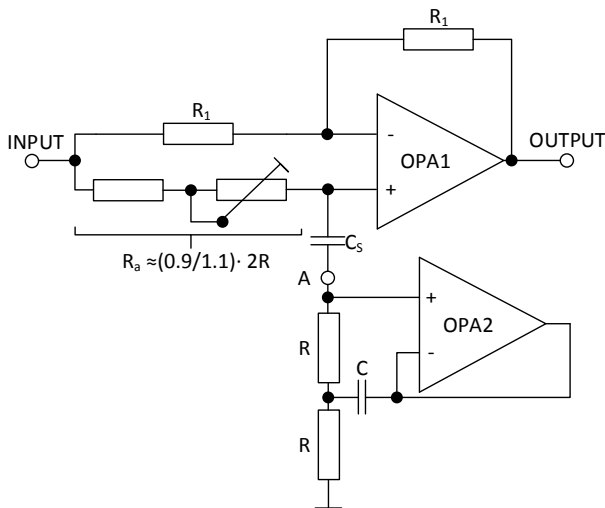 R₁
R₁
INPUT
OUTPUT
-
OPA1
+
Rₐ ≈(0.9/1.1)· 2R
Cₛ
A
+
OPA2
R
C
-
R